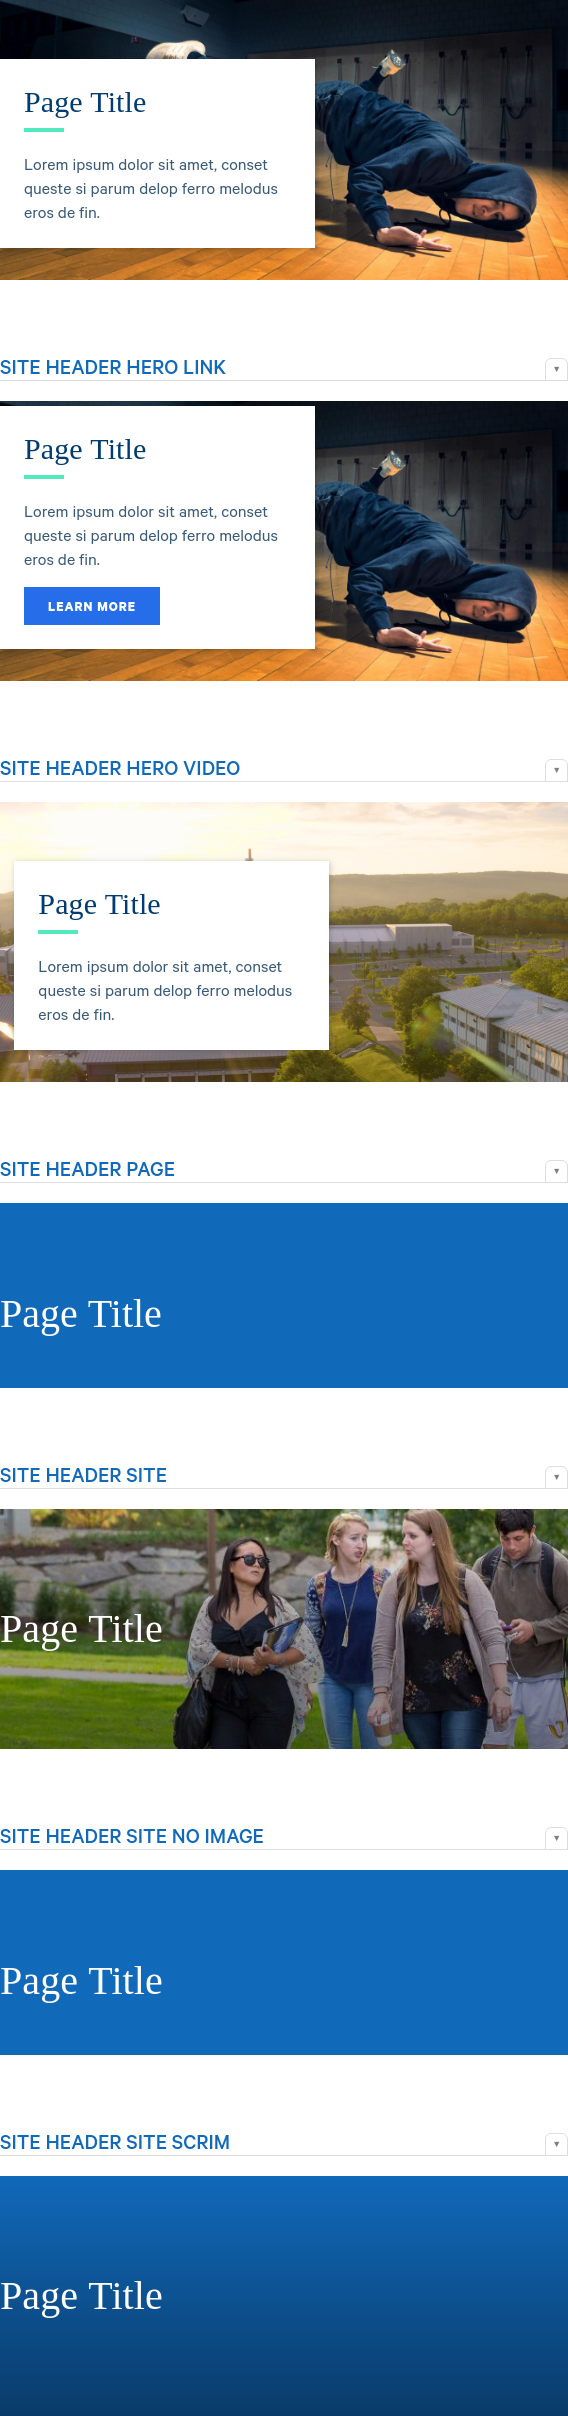 Page Title
Lorem ipsum dolor sit amet, conset
queste si parum delop ferro melodus
eros de fin.
SITE HEADER HERO LINK
Page Title
Lorem ipsum dolor sit amet, conset
queste si parum delop ferro melodus
eros de fin.
LEARN MORE
SITE HEADER HERO VIDEO
Page Title
Lorem ipsum dolor sit amet, conset
queste si parum delop ferro melodus
eros de fin.
SITE HEADER PAGE
Page Title
SITE HEADER SITE
Page Title
SITE HEADER SITE NO IMAGE
Page Title
SITE HEADER SITE SCRIM
Page Title